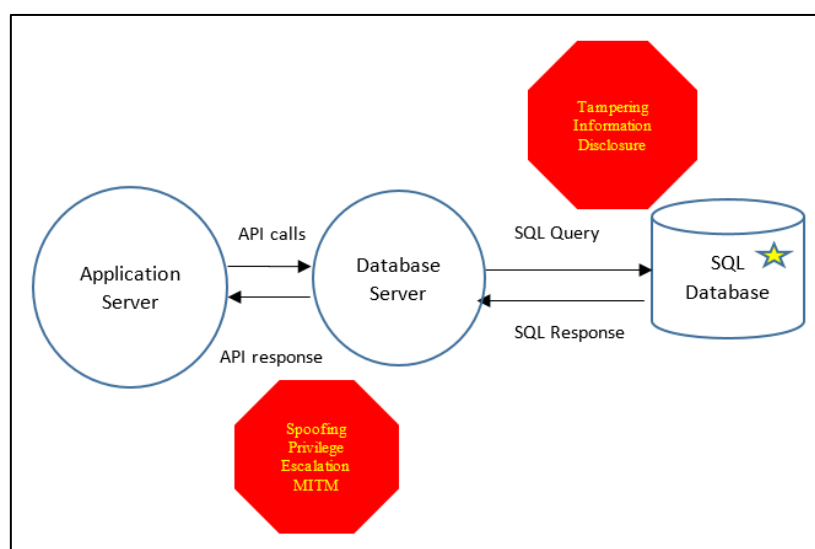 Tampering
Information
Disclosure
API calls
SQL Query
Application
Server
Database
Server
SQL
Database
API response
SQL Response
Spoofing
Privilege
Escalation
MITM